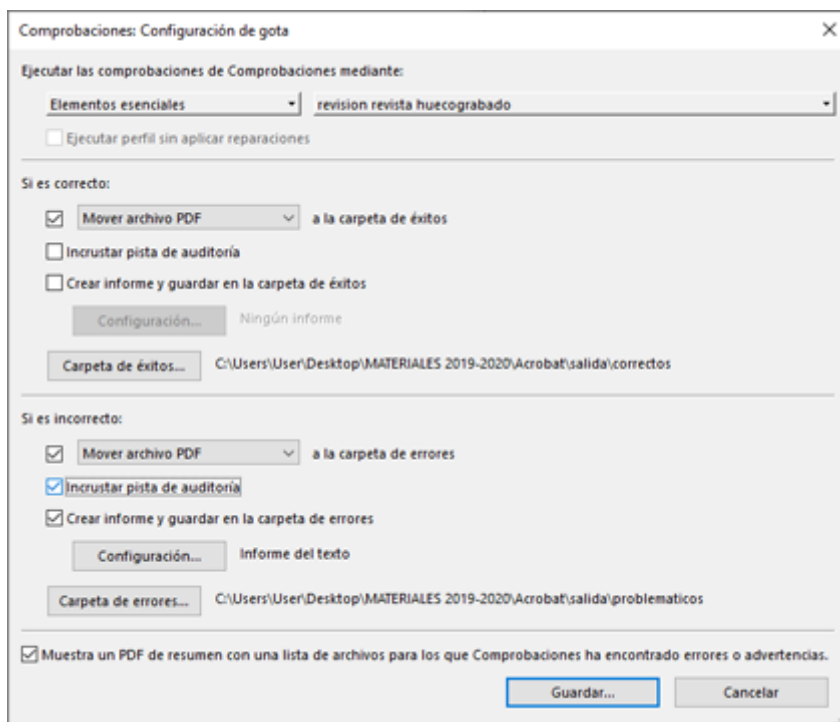 Comprobaciones: Configuración de gota
Ejecutar las comprobaciones de Comprobaciones mediante:
Elementos esenciales revision revista huecograbado
Ejecutar perfil sin aplicar reparaciones
Si es correcto:
Mover archivo PDF a la carpeta de éxitos
Incrustar pista de auditoría
Crear informe y guardar en la carpeta de éxitos
Configuración... Ningún informe
Carpeta de éxitos... C:\Users\User\Desktop\MATERIALES 2019-2020\Acrobat\salida\correctos
Si es incorrecto:
Mover archivo PDF a la carpeta de errores
Incrustar pista de auditoría
Crear informe y guardar en la carpeta de errores
Configuración... Informe del texto
Carpeta de errores... C:\Users\User\Desktop\MATERIALES 2019-2020\Acrobat\salida\problematicos
Muestra un PDF de resumen con una lista de archivos para los que Comprobaciones ha encontrado errores o advertencias.
Guardar... Cancelar